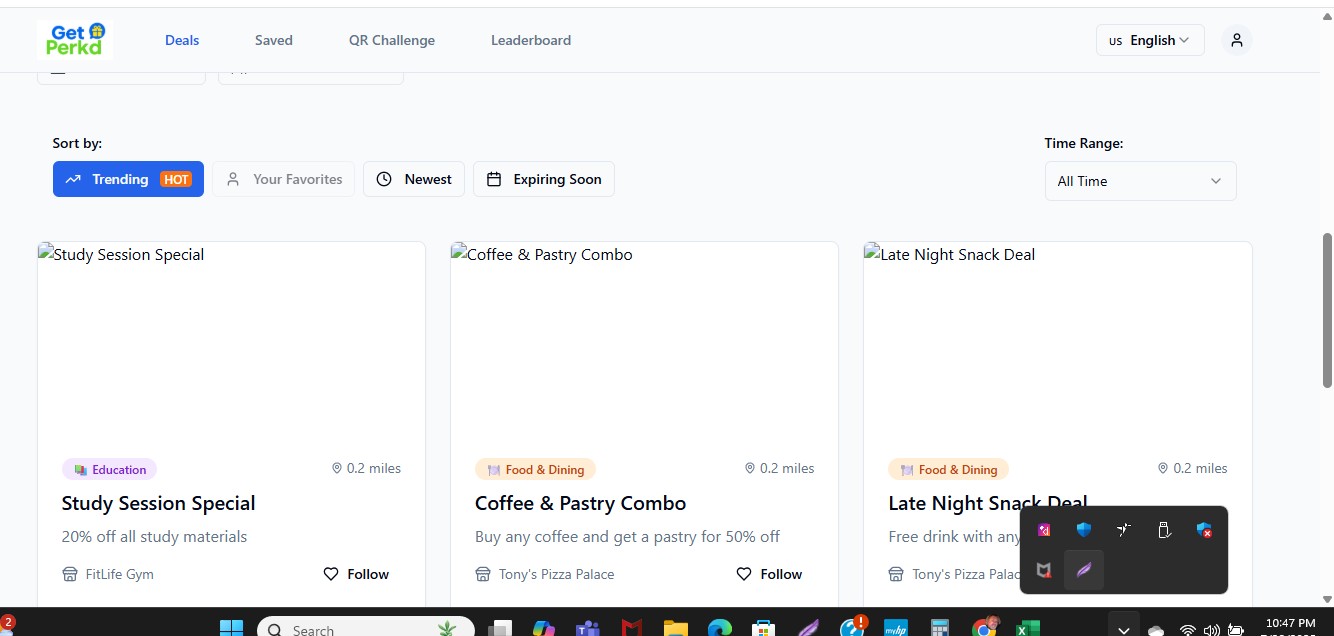 Get
Perkd
Deals
Saved
QR Challenge
Leaderboard
us English
Sort by:
Time Range:
Trending HOT
Your Favorites
Newest
Expiring Soon
All Time
Study Session Special
Coffee & Pastry Combo
Late Night Snack Deal
Education
0.2 miles
Food & Dining
0.2 miles
Food & Dining
0.2 miles
Study Session Special
Coffee & Pastry Combo
Late Night Snack Deal
20% off all study materials
Buy any coffee and get a pastry for 50% off
Free drink with any
FitLife Gym
Follow
Tony's Pizza Palace
Follow
Tony's Pizza Palac
2
Search
myhp
10:47 PM